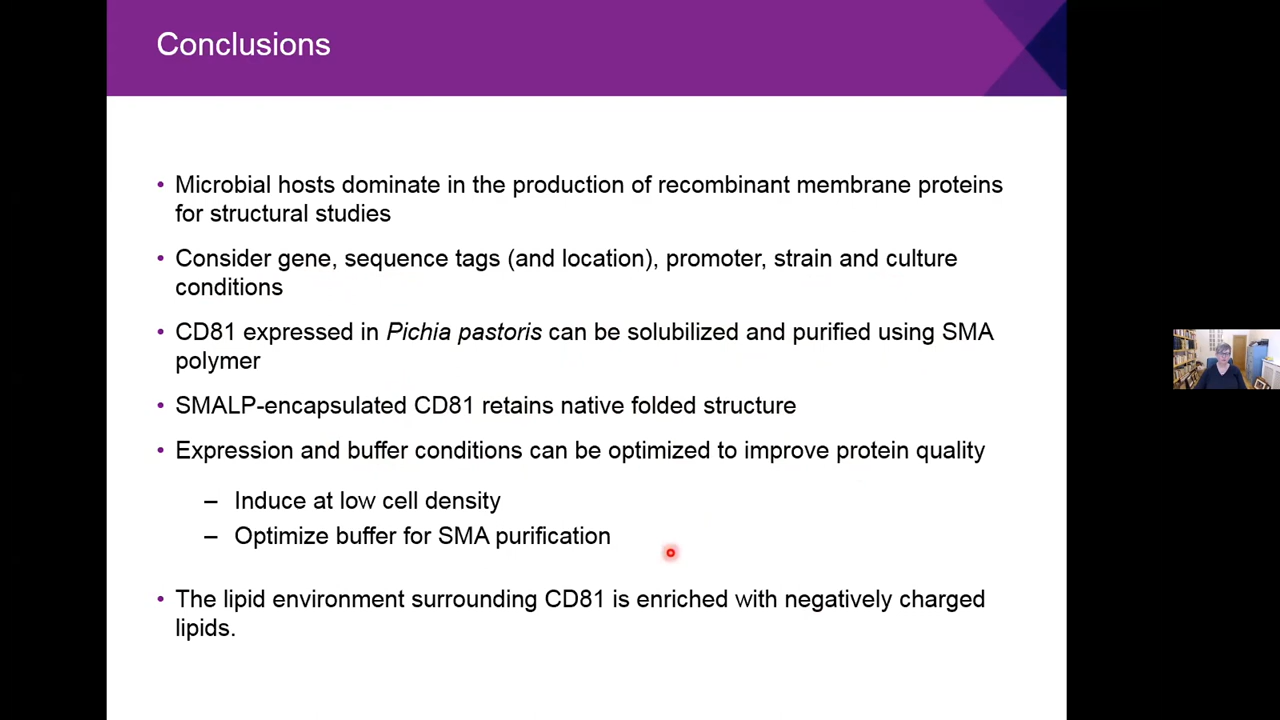 Conclusions
• Microbial hosts dominate in the production of recombinant membrane proteins
for structural studies
• Consider gene, sequence tags (and location), promoter, strain and culture
conditions
• CD81 expressed in Pichia pastoris can be solubilized and purified using SMA
polymer
• SMALP-encapsulated CD81 retains native folded structure
• Expression and buffer conditions can be optimized to improve protein quality
– Induce at low cell density
– Optimize buffer for SMA purification
• The lipid environment surrounding CD81 is enriched with negatively charged
lipids.